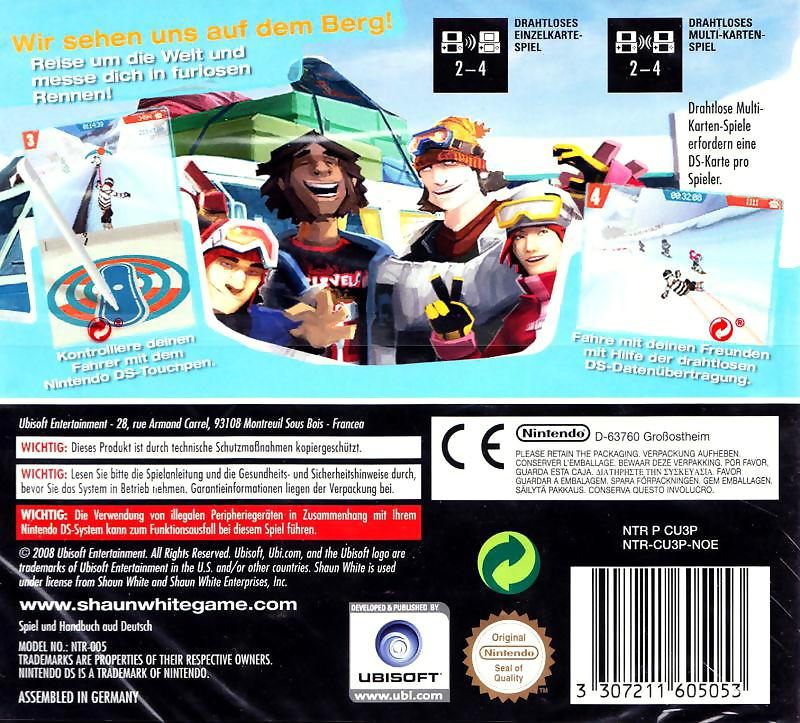 Wir sehen uns auf dem Berg!
Reise um die Welt und
messe dich in furiosen
Rennen!
DRAHTLOSES
EINZELKARTE-
SPIEL
2–4
DRAHTLOSES
MULTI-KARTEN-
SPIEL
2–4
Drahtlose Multi-
Karten-Spiele
erfordern eine
DS-Karte pro
Spieler.
3
Kontrolliere deinen
Fahrer mit dem
Nintendo DS-Touchpen.
4
00:32:08
Fahre mit deinen Freunden
mit Hilfe der drahtlosen
DS-Datenübertragung.
Ubisoft Entertainment - 28, rue Armand Carrel, 93108 Montreuil Sous Bois - Francea
WICHTIG: Dieses Produkt ist durch technische Schutzmaßnahmen kopiergeschützt.
WICHTIG: Lesen Sie bitte die Spielanleitung und die Gesundheits- und Sicherheitshinweise durch,
bevor Sie das System in Betrieb nehmen. Garantieinformationen liegen der Verpackung bei.
WICHTIG: Die Verwendung von illegalen Peripheriegeräten in Zusammenhang mit Ihrem
Nintendo DS-System kann zum Funktionsausfall bei diesem Spiel führen.
© 2008 Ubisoft Entertainment. All Rights Reserved. Ubisoft, Ubi.com, and the Ubisoft logo are
trademarks of Ubisoft Entertainment in the U.S. and/or other countries. Shaun White is used
under license from Shaun White and Shaun White Enterprises, Inc.
www.shaunwhitegame.com
Spiel und Handbuch auf Deutsch
MODEL NO.: NTR-005
TRADEMARKS ARE PROPERTIES OF THEIR RESPECTIVE OWNERS.
NINTENDO DS IS A TRADEMARK OF NINTENDO.
ASSEMBLED IN GERMANY
DEVELOPED & PUBLISHED BY
UBISOFT
www.ubi.com
Original
Nintendo
Seal of
Quality
TM
CE
Nintendo D-63760 Großostheim
PLEASE RETAIN THE PACKAGING. VERPACKUNG AUFHEBEN.
CONSERVER L'EMBALLAGE. BEWAAR DEZE VERPAKKING. POR FAVOR,
GUARDA ESTA CAJA. ΔΙΑΤΗΡΗΣΤΕ ΤΗΝ ΣΥΣΚΕΥΑΣΙΑ. FAVOR
GUARDAR A EMBALAGEM. SPARA FÖRPACKNINGEN. GEM EMBALLAGEN.
SÄILYTÄ PAKKAUS. CONSERVA QUESTO INVOLUCRO.
NTR P CU3P
NTR-CU3P-NOE
3 307211 605053